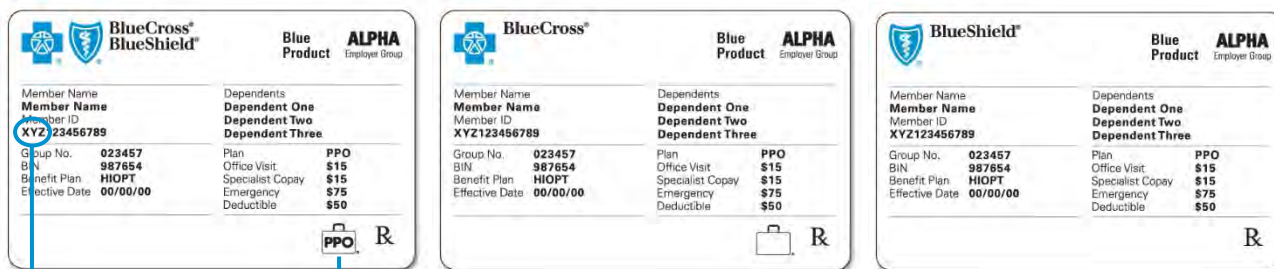 BlueCross®
BlueShield®
Blue
Product
ALPHA
Employer Group
Member Name
Member Name
Member ID
XYZ123456789
Dependents
Dependent One
Dependent Two
Dependent Three
Group No. 023457
BIN 987654
Benefit Plan HIOPT
Effective Date 00/00/00
Plan PPO
Office Visit $15
Specialist Copay $15
Emergency $75
Deductible $50
PPO
℞
BlueCross®
Blue
Product
ALPHA
Employer Group
Member Name
Member Name
Member ID
XYZ123456789
Dependents
Dependent One
Dependent Two
Dependent Three
Group No. 023457
BIN 987654
Benefit Plan HIOPT
Effective Date 00/00/00
Plan PPO
Office Visit $15
Specialist Copay $15
Emergency $75
Deductible $50
℞
BlueShield®
Blue
Product
ALPHA
Employer Group
Member Name
Member Name
Member ID
XYZ123456789
Dependents
Dependent One
Dependent Two
Dependent Three
Group No. 023457
BIN 987654
Benefit Plan HIOPT
Effective Date 00/00/00
Plan PPO
Office Visit $15
Specialist Copay $15
Emergency $75
Deductible $50
℞